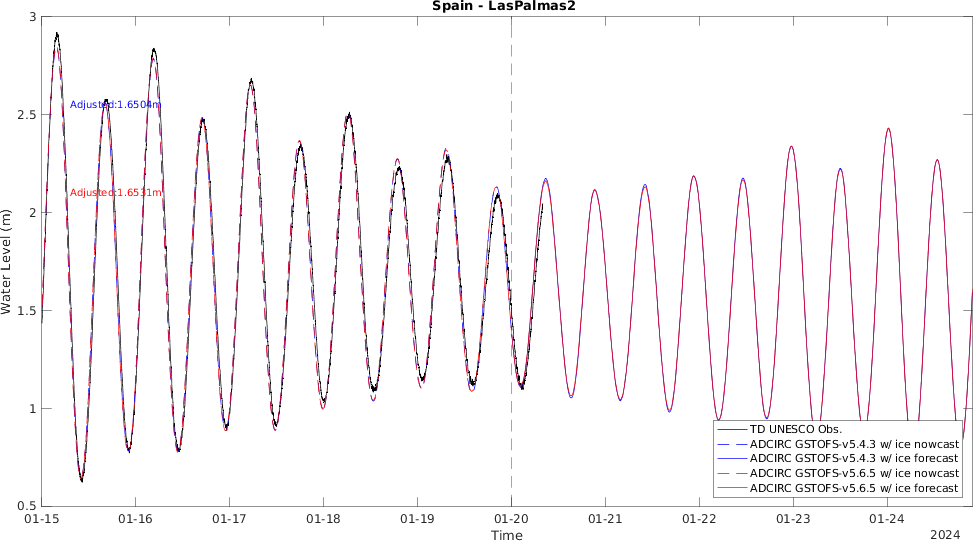 Spain - LasPalmas2
3
2.5
2
1.5
1
0.5
Water Level (m)
Adjusted:1.6504m
Adjusted:1.6531m
TD UNESCO Obs.
ADCIRC GSTOFS-v5.4.3 w/ ice nowcast
ADCIRC GSTOFS-v5.4.3 w/ ice forecast
ADCIRC GSTOFS-v5.6.5 w/ ice nowcast
ADCIRC GSTOFS-v5.6.5 w/ ice forecast
01-15 01-16 01-17 01-18 01-19 01-20 01-21 01-22 01-23 01-24
Time
2024